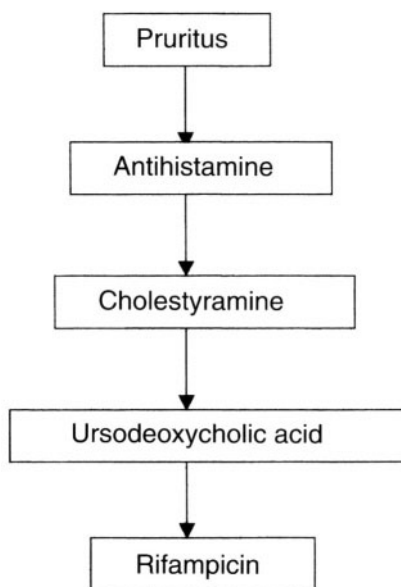 Pruritus
Antihistamine
Cholestyramine
Ursodeoxycholic acid
Rifampicin